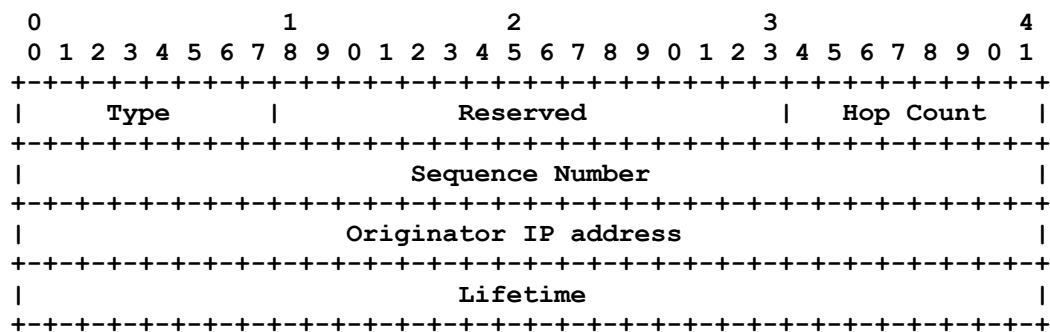 0 1 2 3 4
0 1 2 3 4 5 6 7 8 9 0 1 2 3 4 5 6 7 8 9 0 1 2 3 4 5 6 7 8 9 0 1
+-+-+-+-+-+-+-+-+-+-+-+-+-+-+-+-+-+-+-+-+-+-+-+-+-+-+-+-+-+-+-+-+
| Type | Reserved | Hop Count |
+-+-+-+-+-+-+-+-+-+-+-+-+-+-+-+-+-+-+-+-+-+-+-+-+-+-+-+-+-+-+-+-+
| Sequence Number |
+-+-+-+-+-+-+-+-+-+-+-+-+-+-+-+-+-+-+-+-+-+-+-+-+-+-+-+-+-+-+-+-+
| Originator IP address |
+-+-+-+-+-+-+-+-+-+-+-+-+-+-+-+-+-+-+-+-+-+-+-+-+-+-+-+-+-+-+-+-+
| Lifetime |
+-+-+-+-+-+-+-+-+-+-+-+-+-+-+-+-+-+-+-+-+-+-+-+-+-+-+-+-+-+-+-+-+